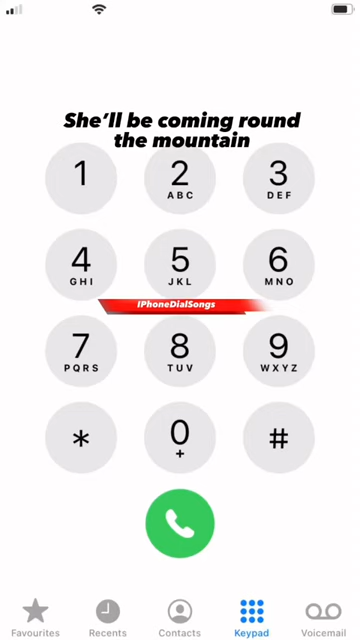 She'll be coming round
the mountain
1
2
ABC
3
DEF
4
GHI
5
JKL
6
MNO
IPhoneDialSongs
7
PQRS
8
TUV
9
WXYZ
*
0
+
#
Favourites
Recents
Contacts
Keypad
Voicemail